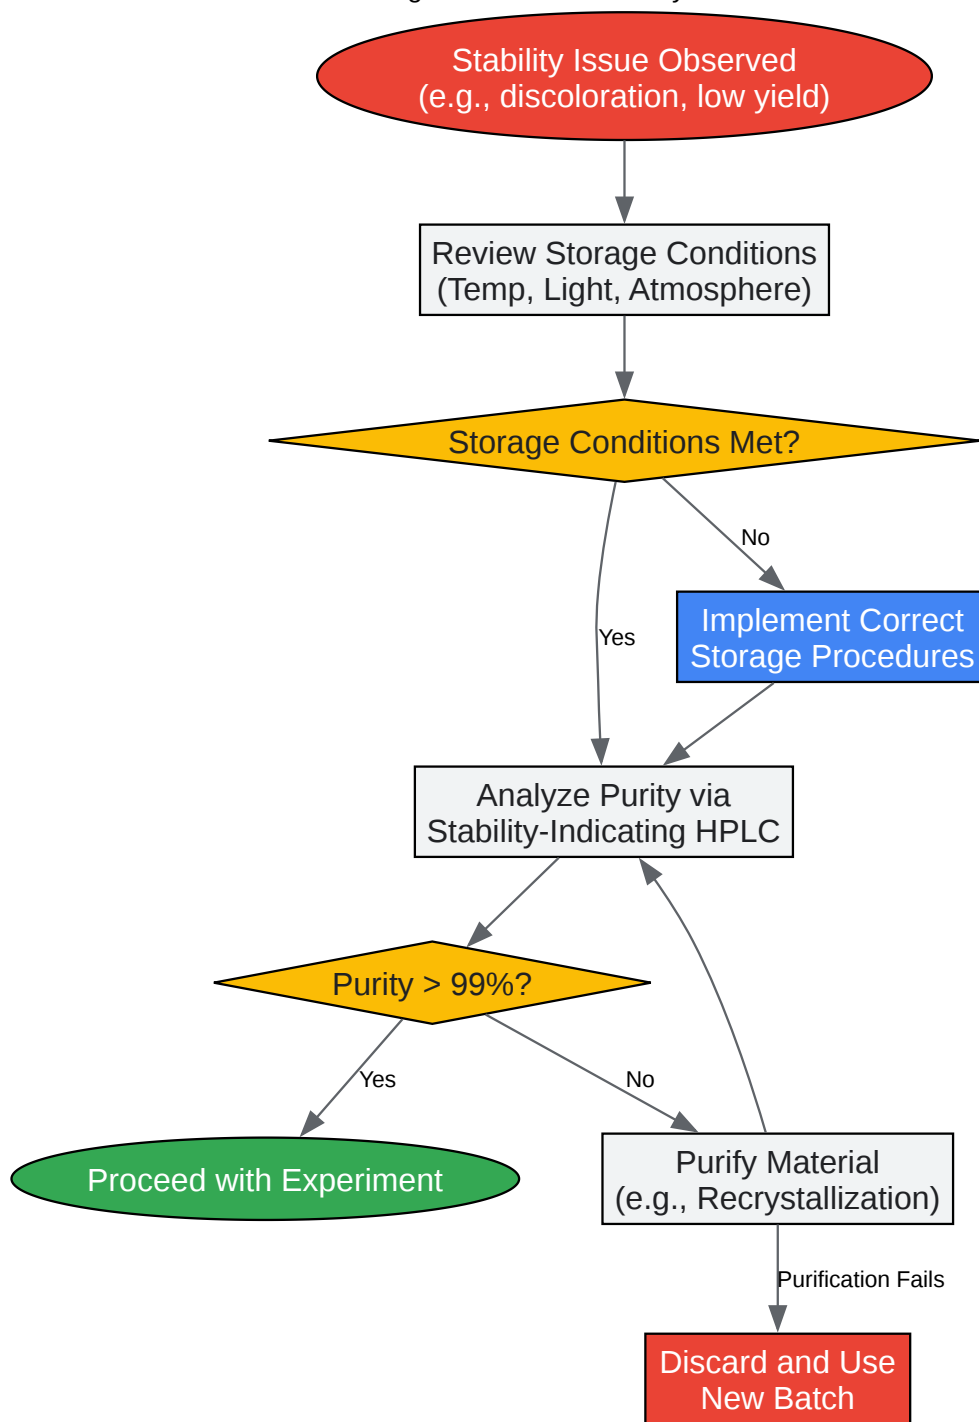 Stability Issue Observed
(e.g., discoloration, low yield)
Review Storage Conditions
(Temp, Light, Atmosphere)
Storage Conditions Met?
No
Implement Correct
Storage Procedures
Yes
Analyze Purity via
Stability-Indicating HPLC
Purity > 99%?
Yes
No
Proceed with Experiment
Purify Material
(e.g., Recrystallization)
Purification Fails
Discard and Use
New Batch